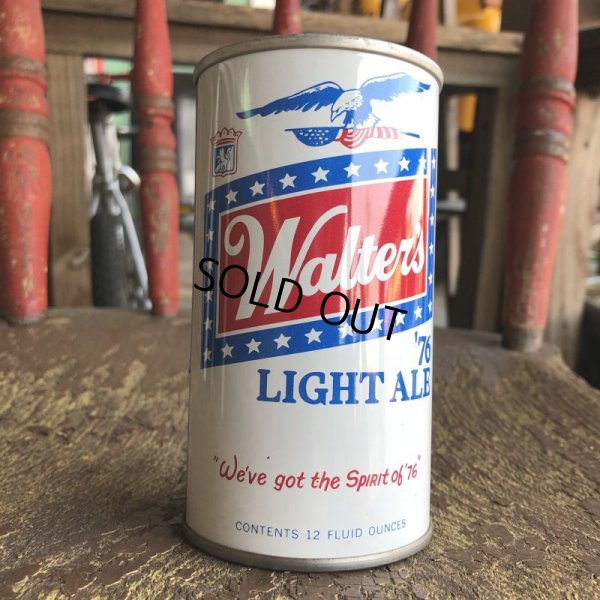 Walter's
SOLD OUT
'76
LIGHT ALE
"We've got the SPIRIT of '76"
CONTENTS 12 FLUID OUNCES